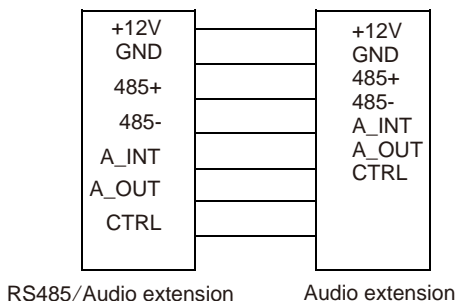 +12V
GND
485+
485-
A_INT
A_OUT
CTRL
+12V
GND
485+
485-
A_INT
A_OUT
CTRL
RS485/Audio extension
Audio extension